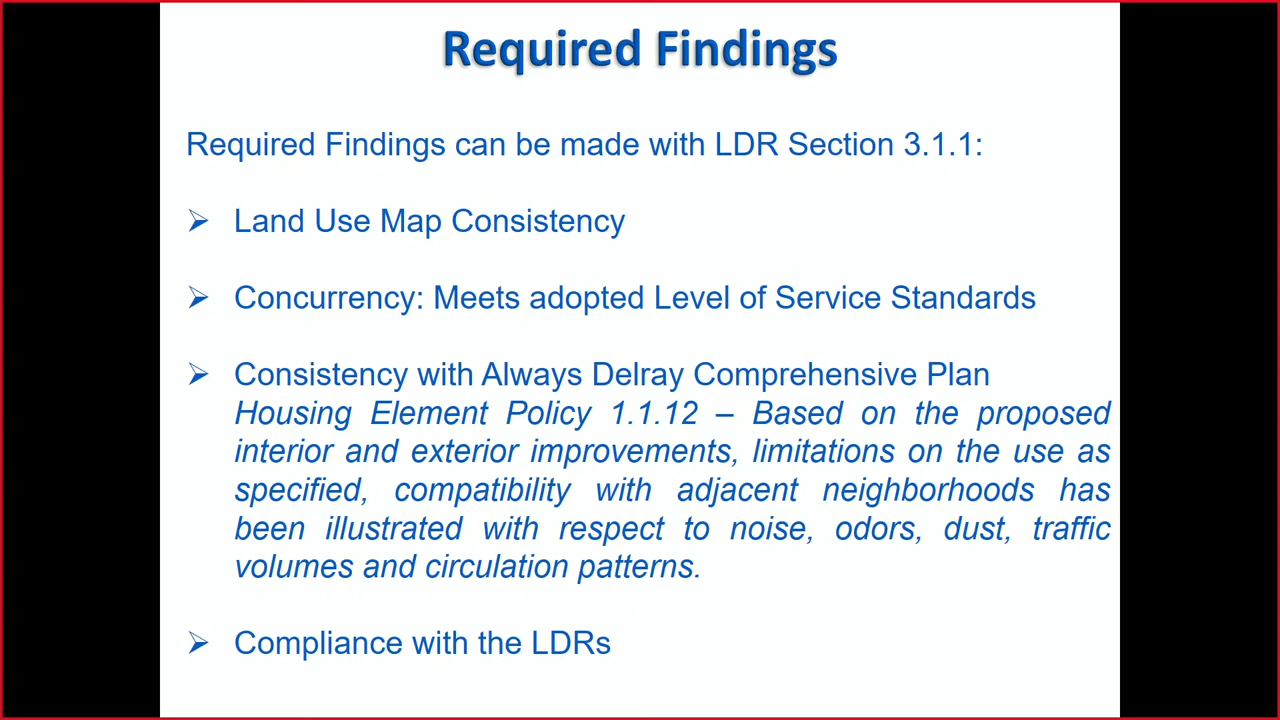 Required Findings
Required Findings can be made with LDR Section 3.1.1:
➢ Land Use Map Consistency
➢ Concurrency: Meets adopted Level of Service Standards
➢ Consistency with Always Delray Comprehensive Plan
Housing Element Policy 1.1.12 – Based on the proposed
interior and exterior improvements, limitations on the use as
specified, compatibility with adjacent neighborhoods has
been illustrated with respect to noise, odors, dust, traffic
volumes and circulation patterns.
➢ Compliance with the LDRs